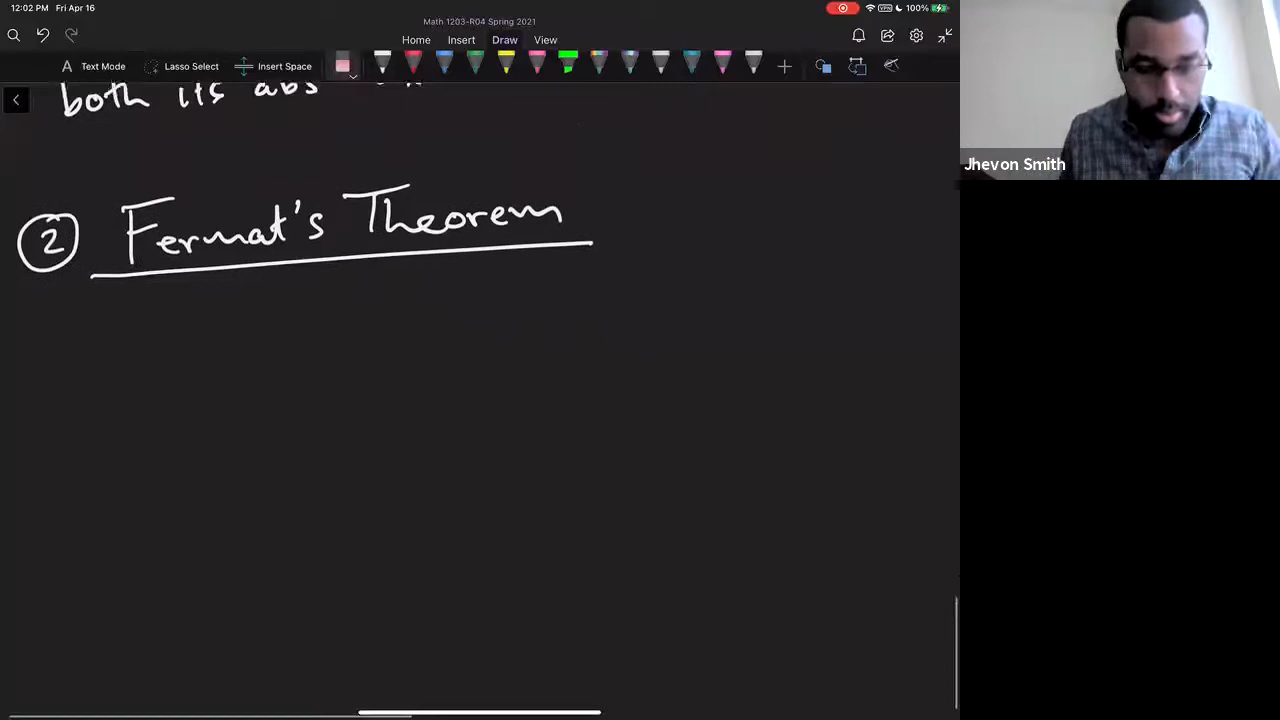 12:02 PM Fri Apr 16
VPN 100%
Math 1203-R04 Spring 2021
Home Insert Draw View
A Text Mode Lasso Select Insert Space
both its abs
Jhevon Smith
② Fermat's Theorem